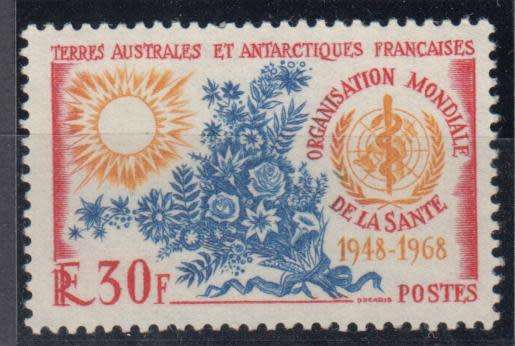 TERRES AUSTRALES ET ANTARCTIQUES FRANCAISES
ORGANISATION MONDIALE
DE LA SANTE
1948-1968
RF 30F
POSTES